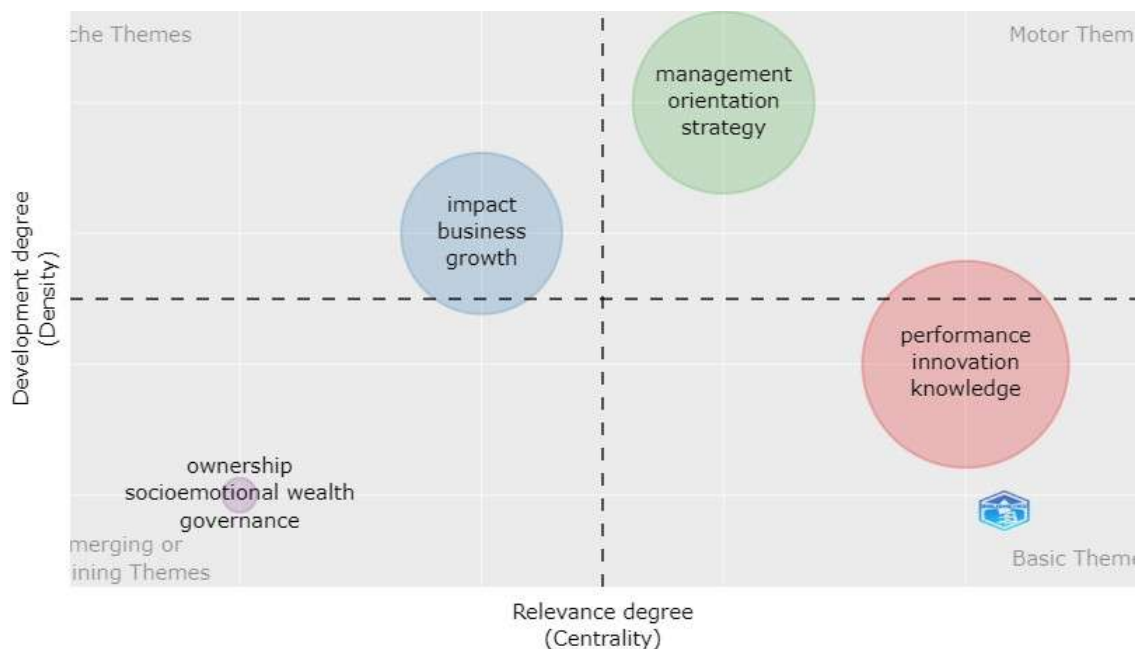 che Themes
Motor Them
management
orientation
strategy
impact
business
growth
Development degree
(Density)
performance
innovation
knowledge
ownership
socioemotional wealth
governance
merging or
ining Themes
Basic Theme
Relevance degree
(Centrality)